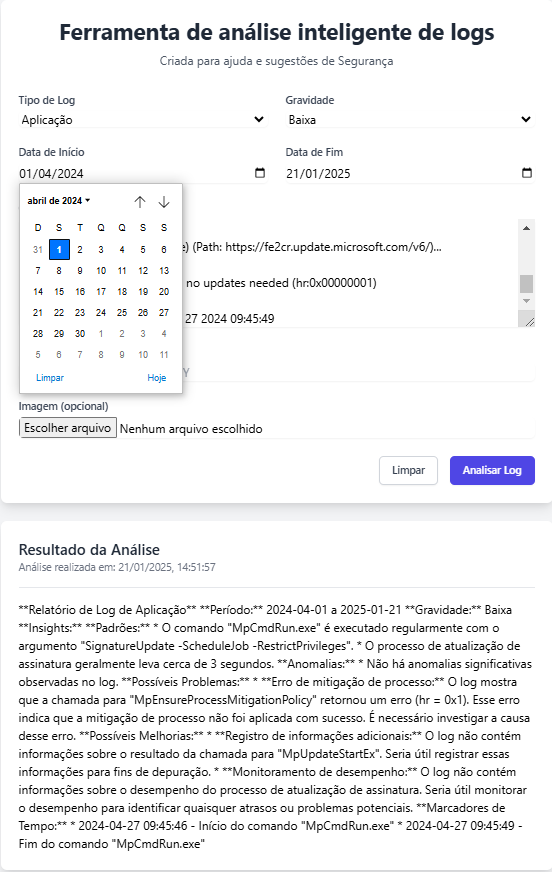 Ferramenta de análise inteligente de logs
Criada para ajuda e sugestões de Segurança
Tipo de Log
Gravidade
Aplicação
Baixa
Data de Início
Data de Fim
01/04/2024
21/01/2025
abril de 2024
D S T Q Q S S
31 1 2 3 4 5 6
7 8 9 10 11 12 13
14 15 16 17 18 19 20
21 22 23 24 25 26 27
28 29 30 1 2 3 4
5 6 7 8 9 10 11
Limpar Hoje
e) (Path: https://fe2cr.update.microsoft.com/v6/)...
no updates needed (hr:0x00000001)
27 2024 09:45:49
Y
Imagem (opcional)
Escolher arquivo Nenhum arquivo escolhido
Limpar
Analisar Log
Resultado da Análise
Análise realizada em: 21/01/2025, 14:51:57
**Relatório de Log de Aplicação** **Período:** 2024-04-01 a 2025-01-21 **Gravidade:** Baixa
**Insights:** **Padrões:** * O comando "MpCmdRun.exe" é executado regularmente com o
argumento "SignatureUpdate -ScheduleJob -RestrictPrivileges". * O processo de atualização de
assinatura geralmente leva cerca de 3 segundos. **Anomalias:** * Não há anomalias significativas
observadas no log. **Possíveis Problemas:** * **Erro de mitigação de processo:** O log mostra
que a chamada para "MpEnsureProcessMitigationPolicy" retornou um erro (hr = 0x1). Esse erro
indica que a mitigação de processo não foi aplicada com sucesso. É necessário investigar a causa
desse erro. **Possíveis Melhorias:** * **Registro de informações adicionais:** O log não contém
informações sobre o resultado da chamada para "MpUpdateStartEx". Seria útil registrar essas
informações para fins de depuração. * **Monitoramento de desempenho:** O log não contém
informações sobre o desempenho do processo de atualização de assinatura. Seria útil monitorar
o desempenho para identificar quaisquer atrasos ou problemas potenciais. **Marcadores de
Tempo:** * 2024-04-27 09:45:46 - Início do comando "MpCmdRun.exe" * 2024-04-27 09:45:49 -
Fim do comando "MpCmdRun.exe"